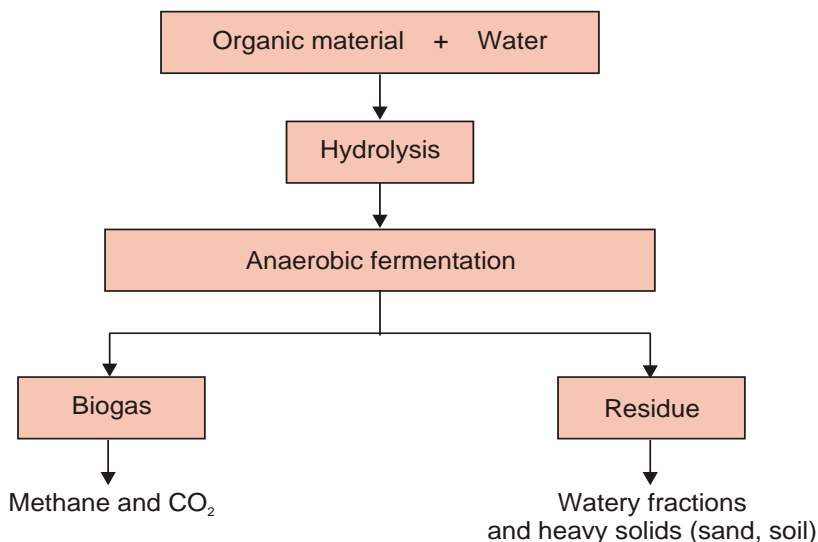 Organic material + Water
Hydrolysis
Anaerobic fermentation
Biogas
Residue
Methane and CO₂
Watery fractions
and heavy solids (sand, soil)